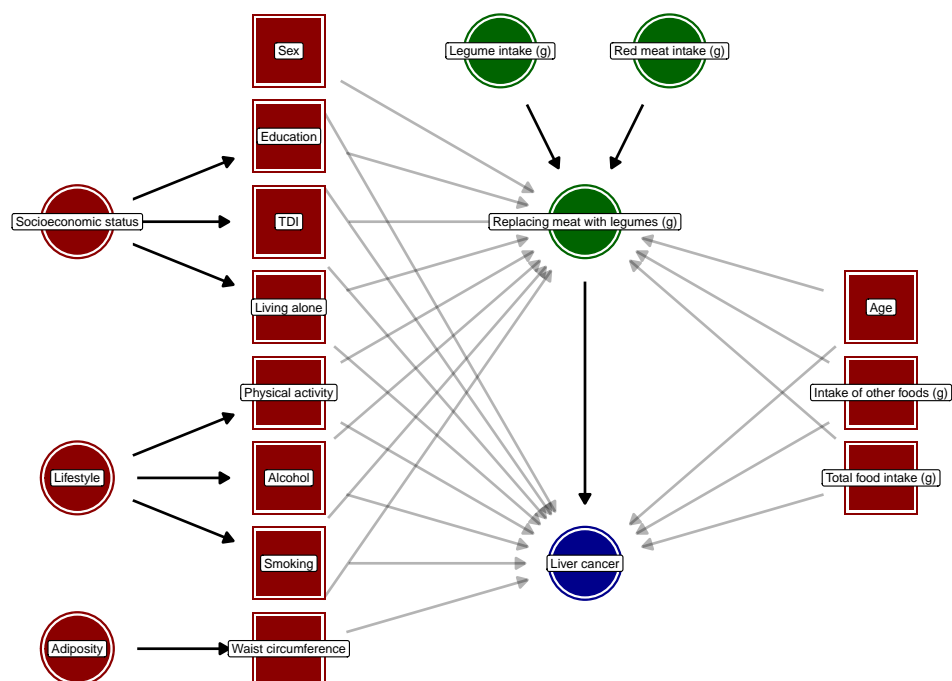 Sex
Legume intake (g)
Red meat intake (g)
Education
Socioeconomic status
TDI
Replacing meat with legumes (g)
Living alone
Age
Physical activity
Intake of other foods (g)
Lifestyle
Alcohol
Total food intake (g)
Smoking
Liver cancer
Adiposity
Waist circumference